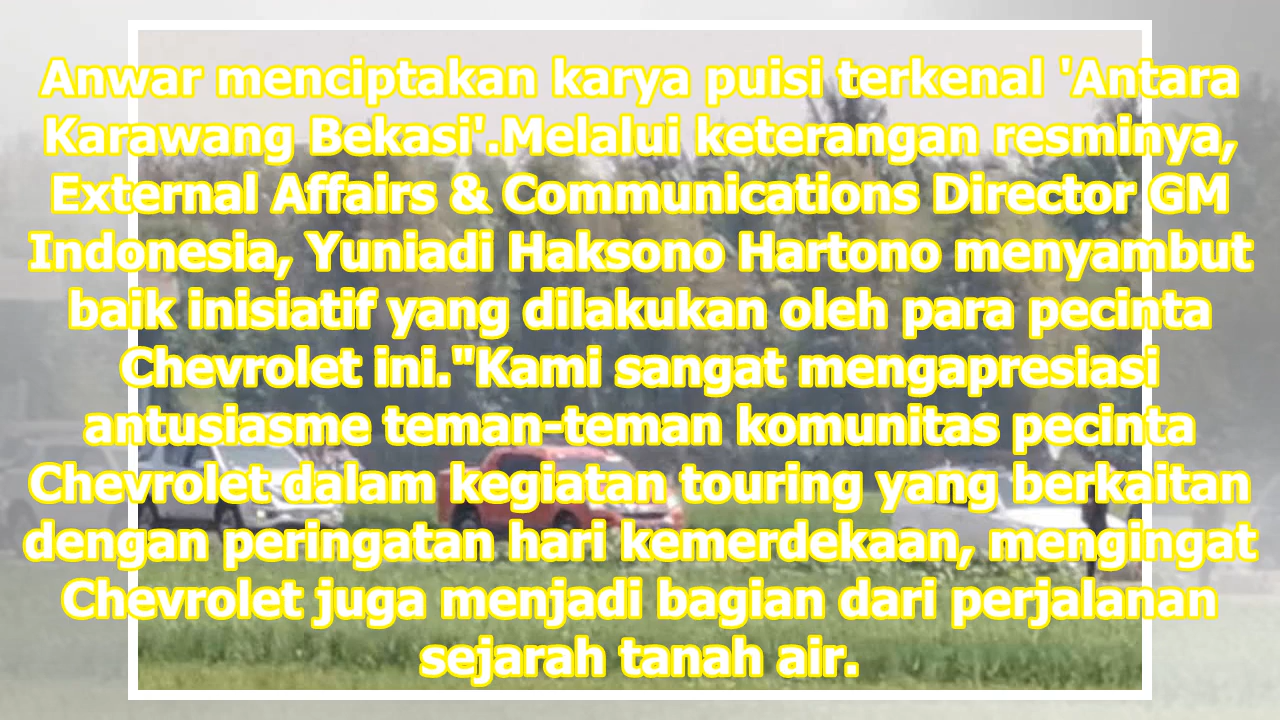 Anwar menciptakan karya puisi terkenal 'Antara
Karawang Bekasi'.Melalui keterangan resminya,
External Affairs & Communications Director GM
Indonesia, Yuniadi Haksono Hartono menyambut
baik inisiatif yang dilakukan oleh para pecinta
Chevrolet ini."Kami sangat mengapresiasi
antusiasme teman-teman komunitas pecinta
Chevrolet dalam kegiatan touring yang berkaitan
dengan peringatan hari kemerdekaan, mengingat
Chevrolet juga menjadi bagian dari perjalanan
sejarah tanah air.